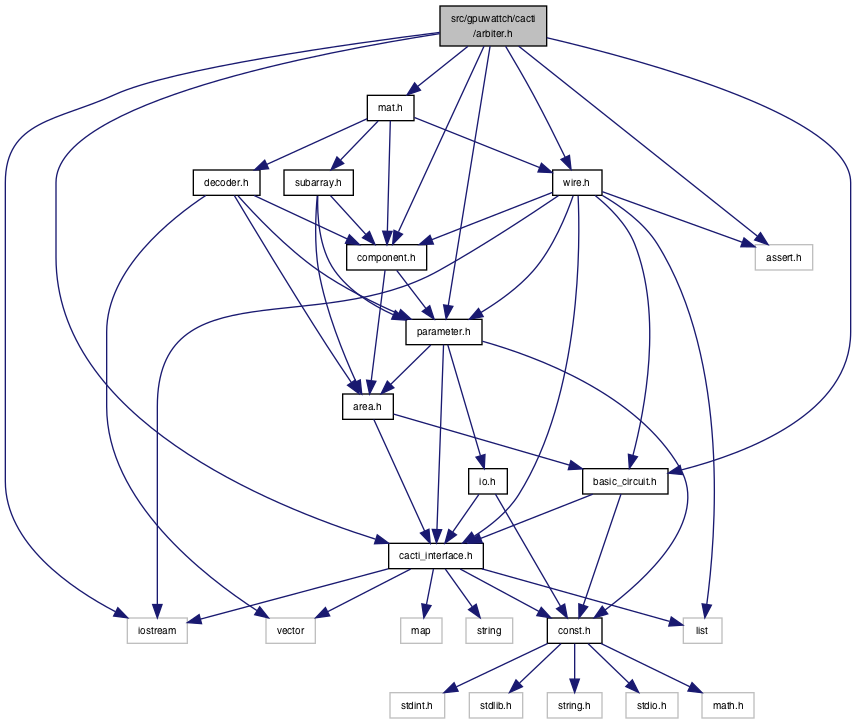 src/gpuwattch/cacti
/arbiter.h
mat.h
decoder.h
subarray.h
wire.h
component.h
assert.h
parameter.h
area.h
io.h
basic_circuit.h
cacti_interface.h
iostream
vector
map
string
const.h
list
stdint.h
stdlib.h
string.h
stdio.h
math.h